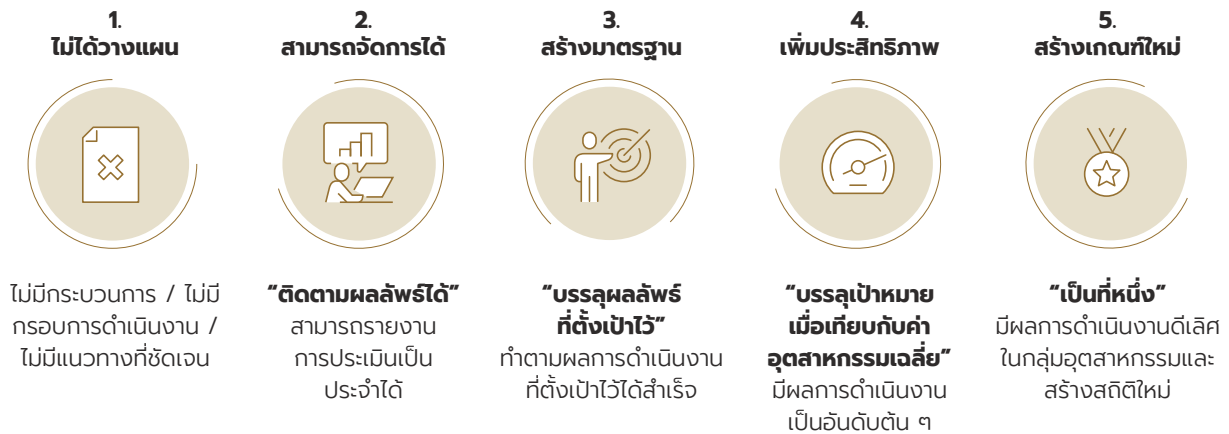 1.
ไม่ได้วางแผน
ไม่มีกระบวนการ / ไม่มี
กรอบการดำเนินงาน /
ไม่มีแนวทางที่ชัดเจน
2.
สามารถจัดการได้
“ติดตามผลลัพธ์ได้”
สามารถรายงาน
การประเมินเป็น
ประจำได้
3.
สร้างมาตรฐาน
“บรรลุผลลัพธ์
ที่ตั้งเป้าไว้”
ทำตามผลการดำเนินงาน
ที่ตั้งเป้าไว้ได้สำเร็จ
4.
เพิ่มประสิทธิภาพ
“บรรลุเป้าหมาย
เมื่อเทียบกับค่า
อุตสาหกรรมเฉลี่ย”
มีผลการดำเนินงาน
เป็นอันดับต้น ๆ
5.
สร้างเกณฑ์ใหม่
“เป็นที่หนึ่ง”
มีผลการดำเนินงานดีเลิศ
ในกลุ่มอุตสาหกรรมและ
สร้างสถิติใหม่